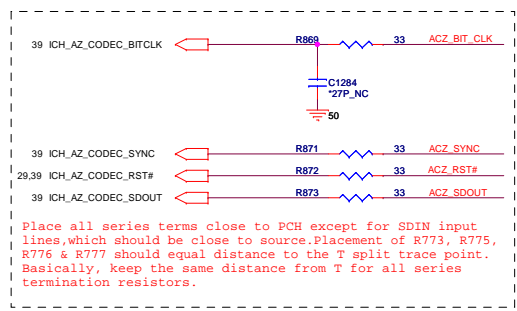 39 ICH_AZ_CODEC_BITCLK R869 33 ACZ_BIT_CLK
C1284
*27P_NC
50
39 ICH_AZ_CODEC_SYNC R871 33 ACZ_SYNC
29,39 ICH_AZ_CODEC_RST# R872 33 ACZ_RST#
39 ICH_AZ_CODEC_SDOUT R873 33 ACZ_SDOUT
Place all series terms close to PCH except for SDIN input
lines,which should be close to source.Placement of R773, R775,
R776 & R777 should equal distance to the T split trace point.
Basically, keep the same distance from T for all series
termination resistors.